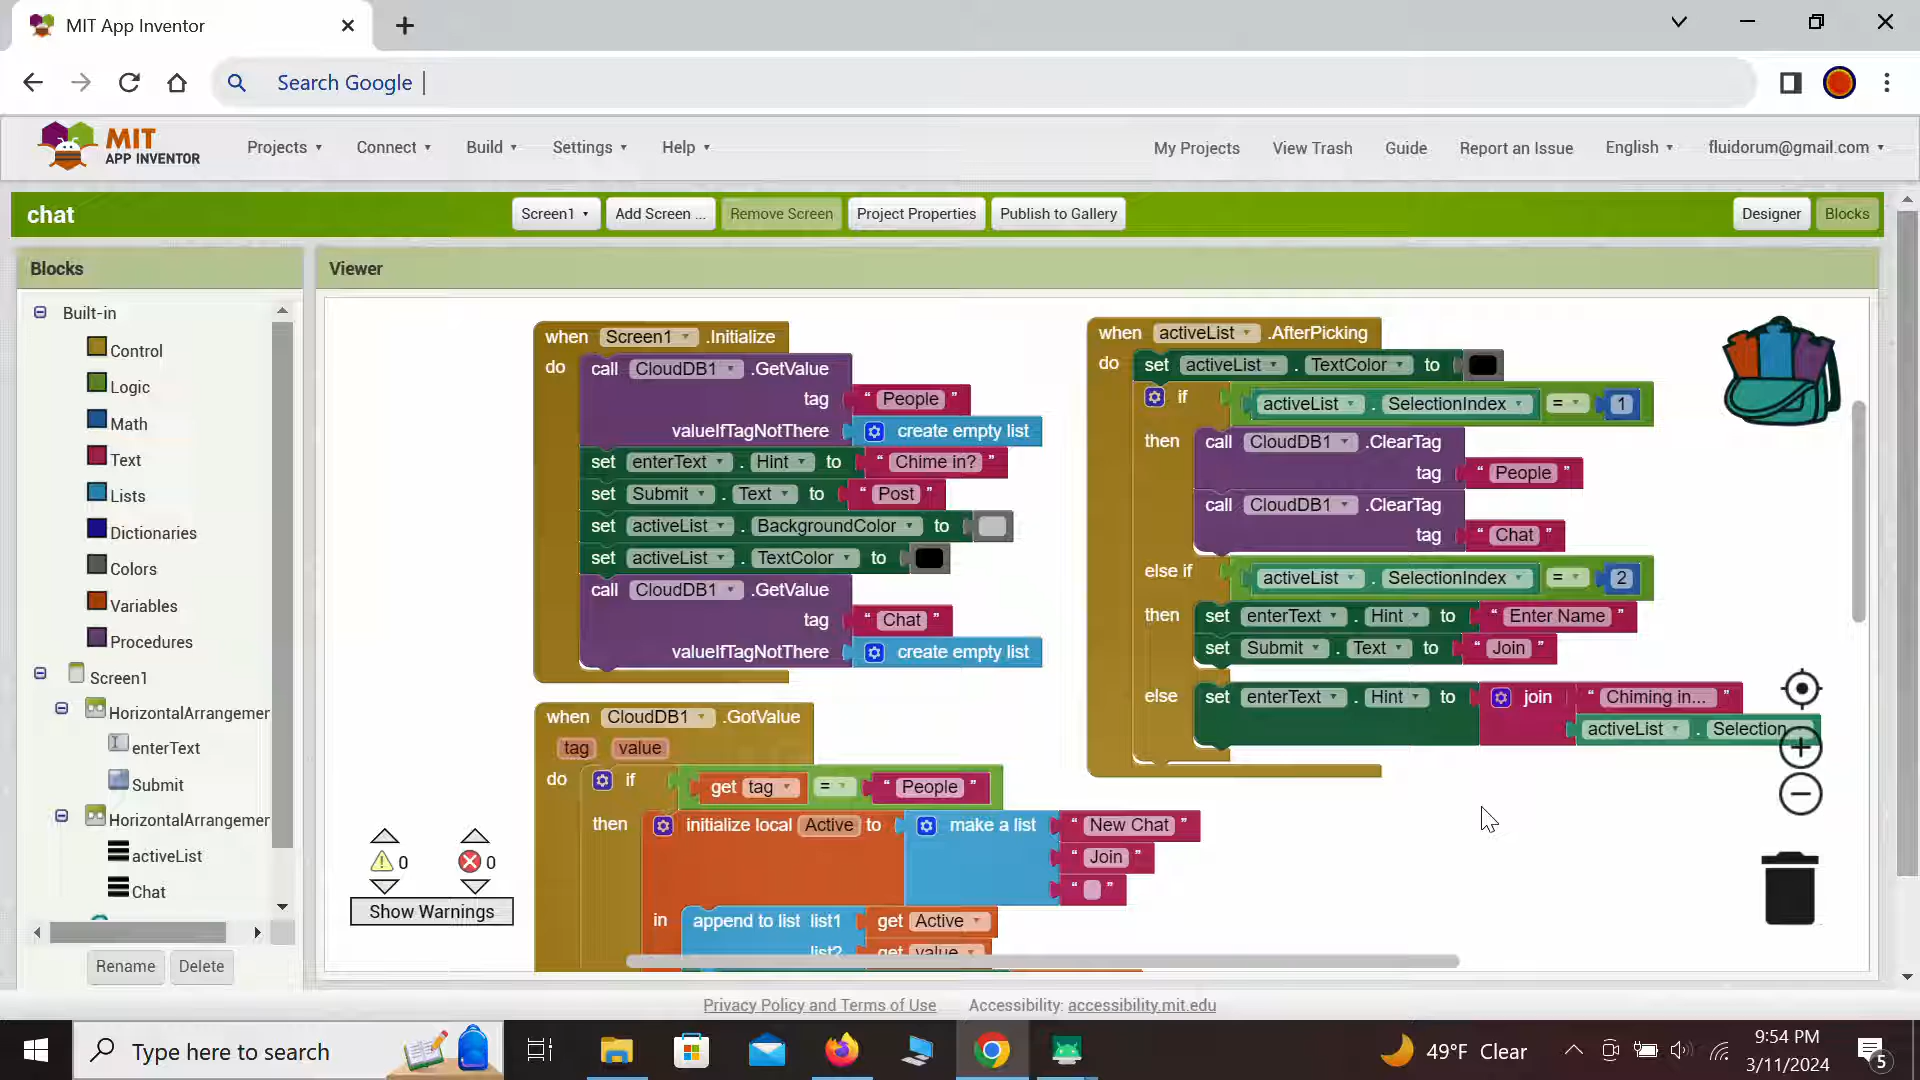 MIT App Inventor
Search Google
MIT
APP INVENTOR
Projects
Connect
Build
Settings
Help
My Projects
View Trash
Guide
Report an Issue
English
fluidorum@gmail.com
chat
Screen1
Add Screen ...
Remove Screen
Project Properties
Publish to Gallery
Designer
Blocks
Blocks
Built-in
Control
Logic
Math
Text
Lists
Dictionaries
Colors
Variables
Procedures
Screen1
HorizontalArrangemer
enterText
Submit
HorizontalArrangemer
activeList
Chat
Rename
Delete
Viewer
when Screen1 .Initialize
do call CloudDB1 .GetValue
tag “ People ”
valueIfTagNotThere create empty list
set enterText . Hint to “ Chime in? ”
set Submit . Text to “ Post ”
set activeList . BackgroundColor to
set activeList . TextColor to
call CloudDB1 .GetValue
tag “ Chat ”
valueIfTagNotThere create empty list
when CloudDB1 .GotValue
tag value
do if get tag = “ People ”
then initialize local Active to make a list “ New Chat ”
“ Join ”
“ ”
in append to list list1 get Active
list2 get value
when activeList .AfterPicking
do set activeList . TextColor to
if activeList . SelectionIndex = 1
then call CloudDB1 .ClearTag
tag “ People ”
call CloudDB1 .ClearTag
tag “ Chat ”
else if activeList . SelectionIndex = 2
then set enterText . Hint to “ Enter Name ”
set Submit . Text to “ Join ”
else set enterText . Hint to join “ Chiming in... ”
activeList . Selection
0
0
Show Warnings
Privacy Policy and Terms of Use
Accessibility: accessibility.mit.edu
Type here to search
49°F Clear
9:54 PM
3/11/2024
5